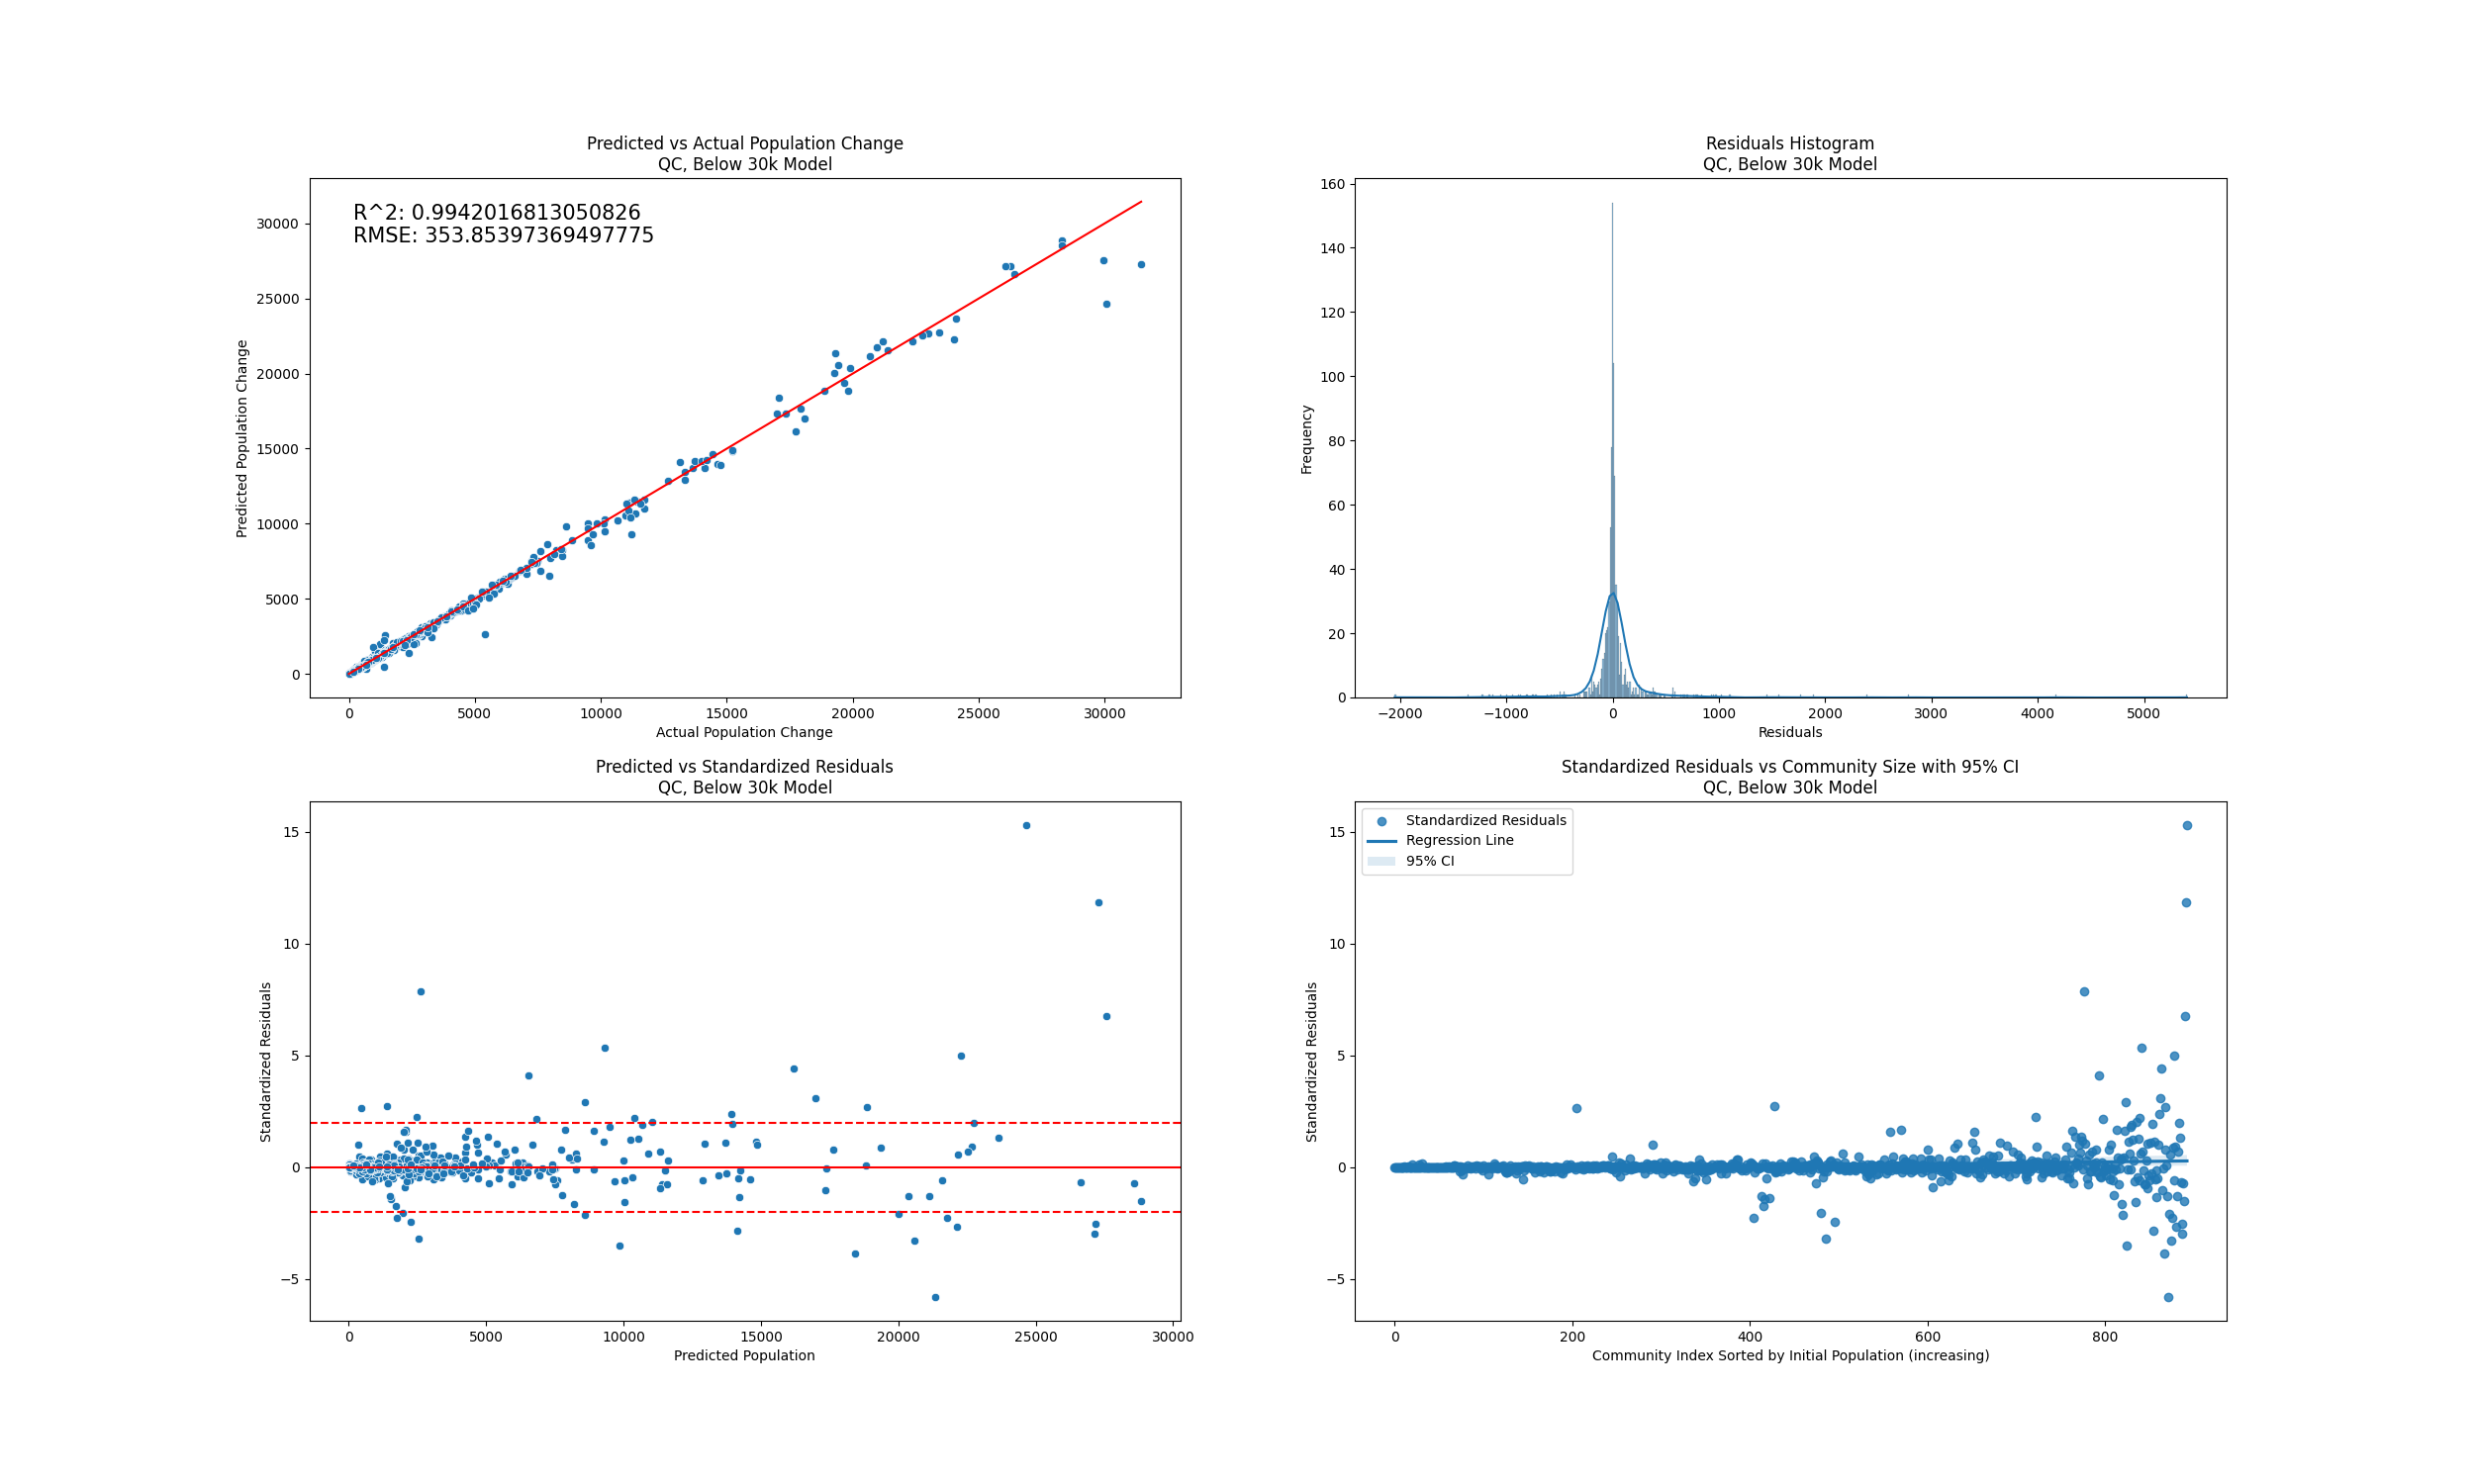 Predicted vs Actual Population Change
QC, Below 30k Model
R^2: 0.9942016813050826
RMSE: 353.85397369497775
30000
25000
20000
15000
10000
5000
0
Predicted Population Change
0 5000 10000 15000 20000 25000 30000
Actual Population Change
Residuals Histogram
QC, Below 30k Model
160
140
120
100
80
60
40
20
0
Frequency
−2000 −1000 0 1000 2000 3000 4000 5000
Residuals
Predicted vs Standardized Residuals
QC, Below 30k Model
15
10
5
0
−5
Standardized Residuals
0 5000 10000 15000 20000 25000 30000
Predicted Population
Standardized Residuals vs Community Size with 95% CI
QC, Below 30k Model
Standardized Residuals
Regression Line
95% CI
15
10
5
0
−5
Standardized Residuals
0 200 400 600 800
Community Index Sorted by Initial Population (increasing)